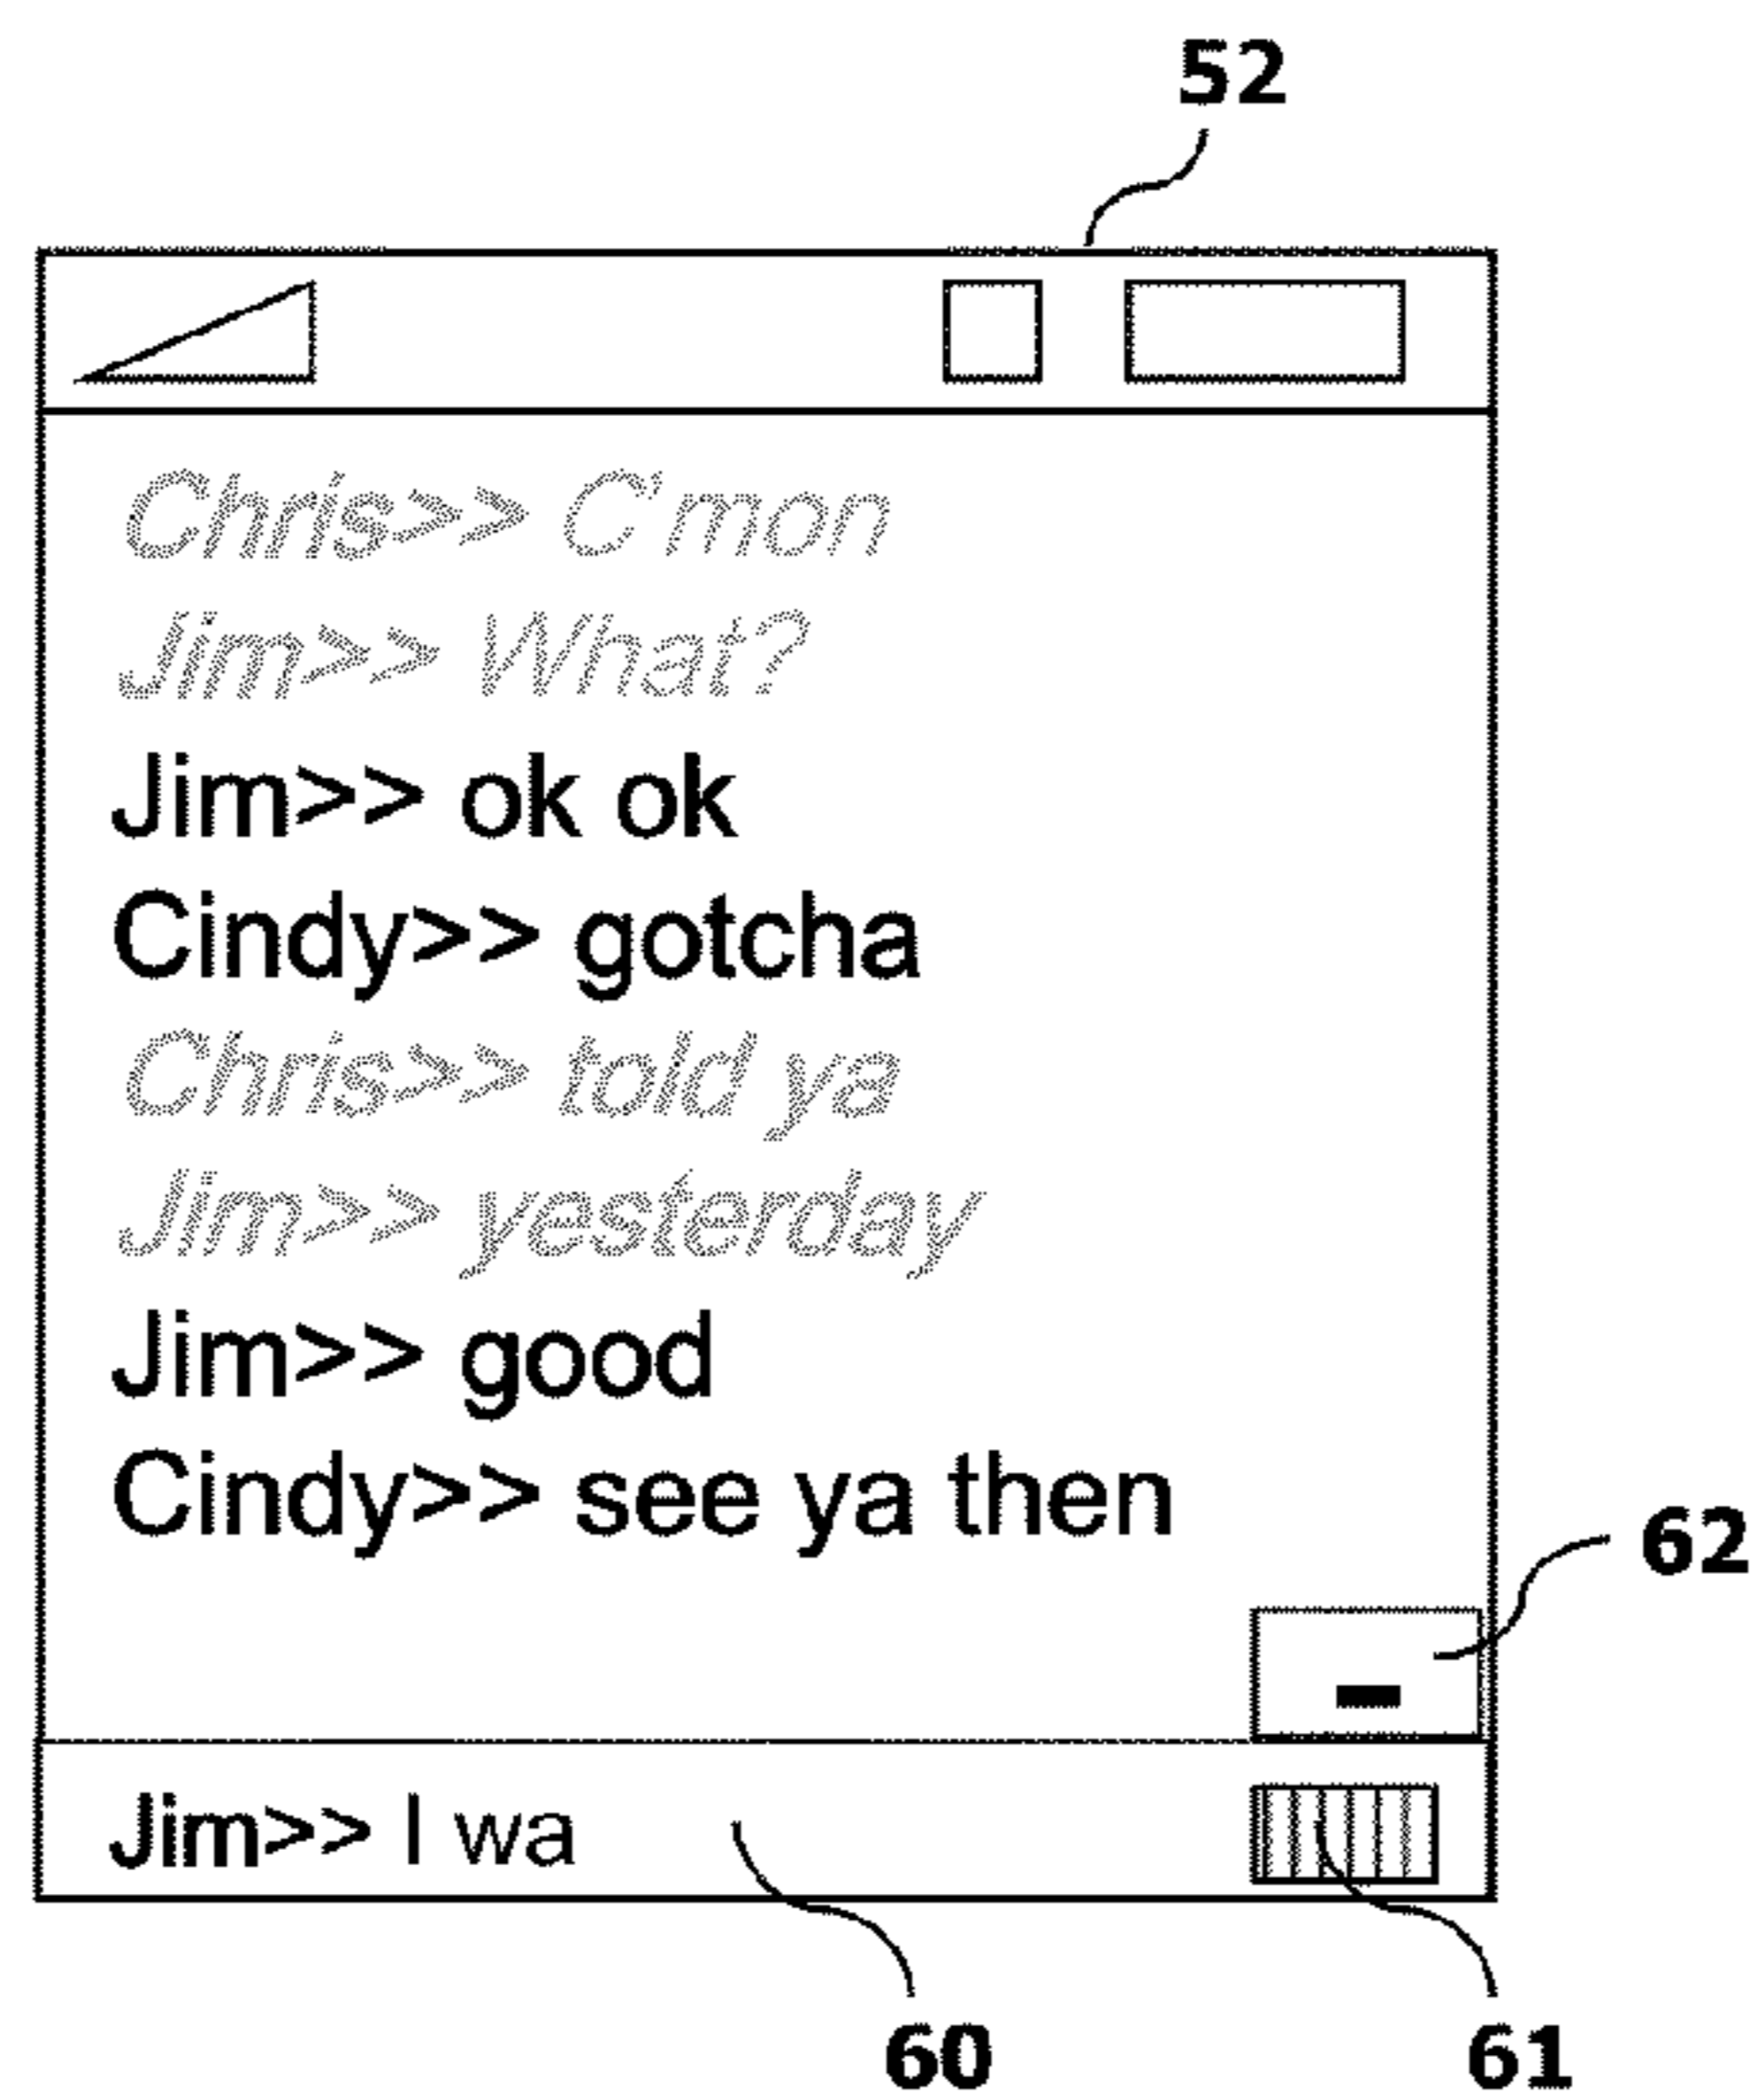 52
Chris>> C'mon
Jim>> What?
Jim>> ok ok
Cindy>> gotcha
Chris>> told ya
Jim>> yesterday
Jim>> good
Cindy>> see ya then
62
Jim>> I wa
60
61